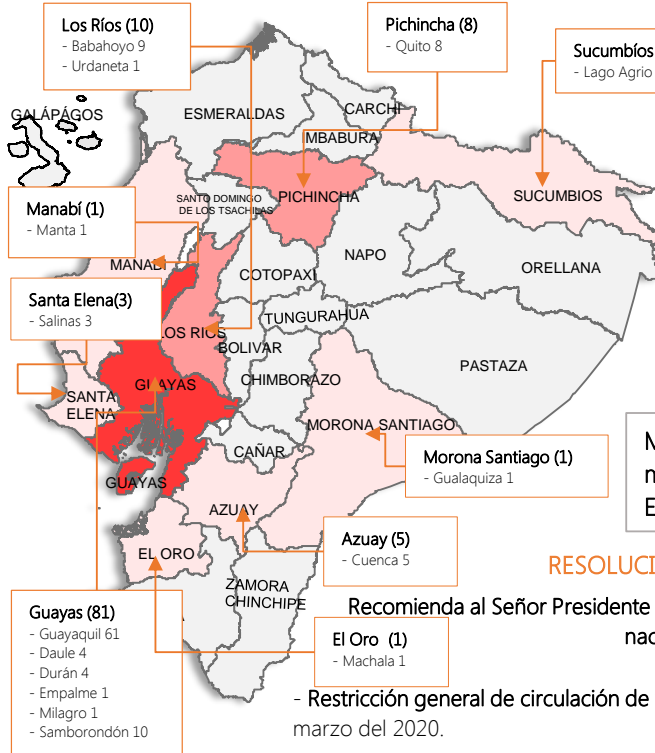 Los Ríos (10)
- Babahoyo 9
- Urdaneta 1
Pichincha (8)
- Quito 8
Sucumbíos
- Lago Agrio
GALÁPAGOS
ESMERALDAS
CARCHI
MBABURA
SANTO DOMINGO
DE LOS TSACHILAS
PICHINCHA
SUCUMBIOS
Manabí (1)
- Manta 1
MANABI
NAPO
COTOPAXI
ORELLANA
Santa Elena(3)
- Salinas 3
TUNGURAHUA
OS RIOS
BOLIVAR
PASTAZA
CHIMBORAZO
GUAYAS
SANTA
ELENA
MORONA SANTIAGO
CAÑAR
Morona Santiago (1)
- Gualaquiza 1
GUAYAS
AZUAY
Azuay (5)
- Cuenca 5
EL ORO
RESOLUCI
ZAMORA
CHINCHIPE
Recomienda al Señor Presidente
nac
Guayas (81)
- Guayaquil 61
- Daule 4
- Durán 4
- Empalme 1
- Milagro 1
- Samborondón 10
El Oro (1)
- Machala 1
- Restricción general de circulación de
marzo del 2020.